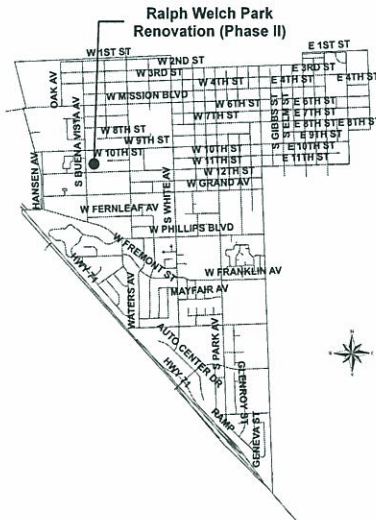 Ralph Welch Park
Renovation (Phase II)
W 1ST ST
E 1ST ST
W 2ND ST
W 3RD ST
E 3RD ST
OAK AV
W 4TH ST
E 4TH ST
E 4TH ST
W MISSION BLVD
S BUENA VISTA AV
W 6TH ST
E 6TH ST
W 7TH ST
E 7TH ST
S GIBBS ST
S ELM ST
W 8TH ST
E 8TH ST
E 8TH ST
W 9TH ST
E 9TH ST
W 10TH ST
W 10TH ST
E 10TH ST
W 11TH ST
E 11TH ST
W 12TH ST
HANSEN AV
S WHITE AV
W GRAND AV
W FERNLEAF AV
W PHILLIPS BLVD
W FREMONT ST
HWY-71
W FRANKLIN AV
WATERS AV
MAYFAIR AV
AUTO CENTER DR
S PARK AV
HWY-71
GLENROY ST
RAMP
GENEVA ST